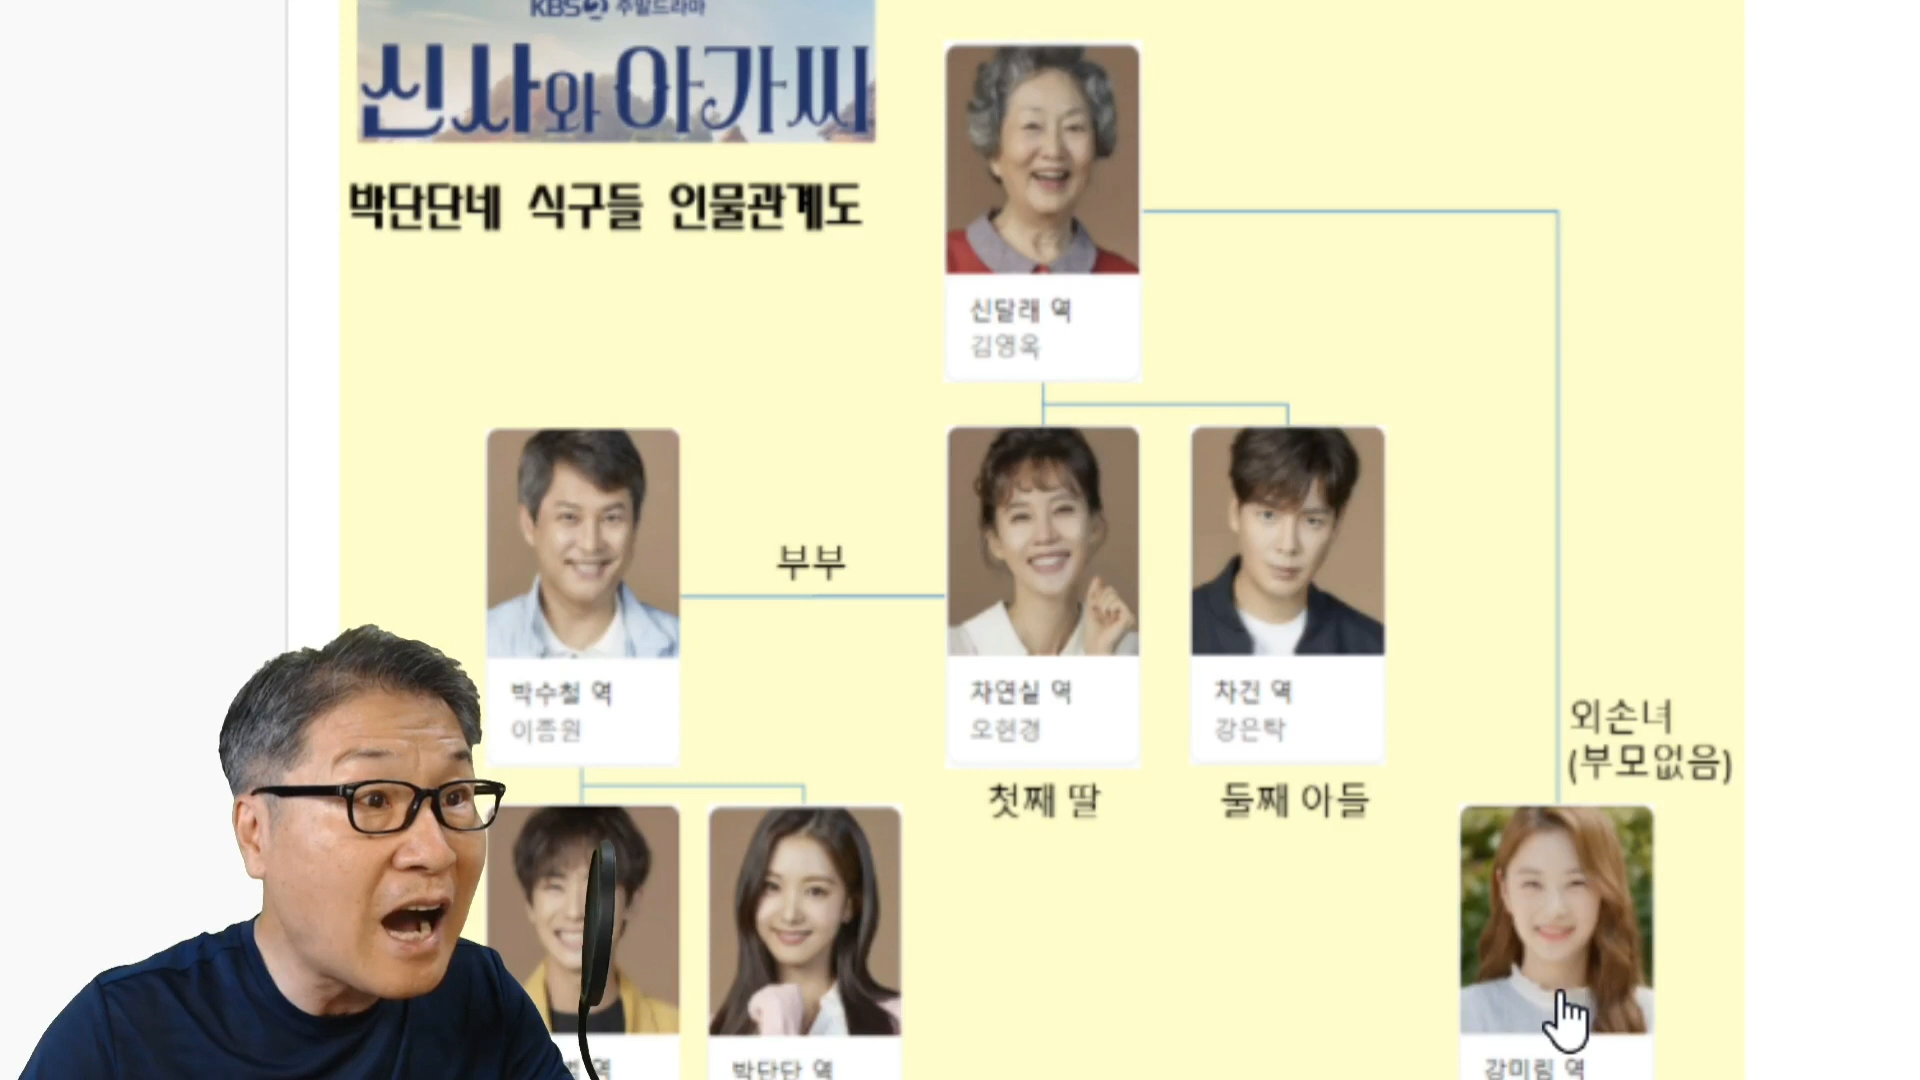 KBS2 주말드라마
신사와 아가씨
박단단네 식구들 인물관계도
신달래 역
김영옥
부부
박수철 역
이종원
차연실 역
오현경
차건 역
강은탁
첫째 딸
둘째 아들
외손녀
(부모없음)
범 역
박단단 역
강미림 역